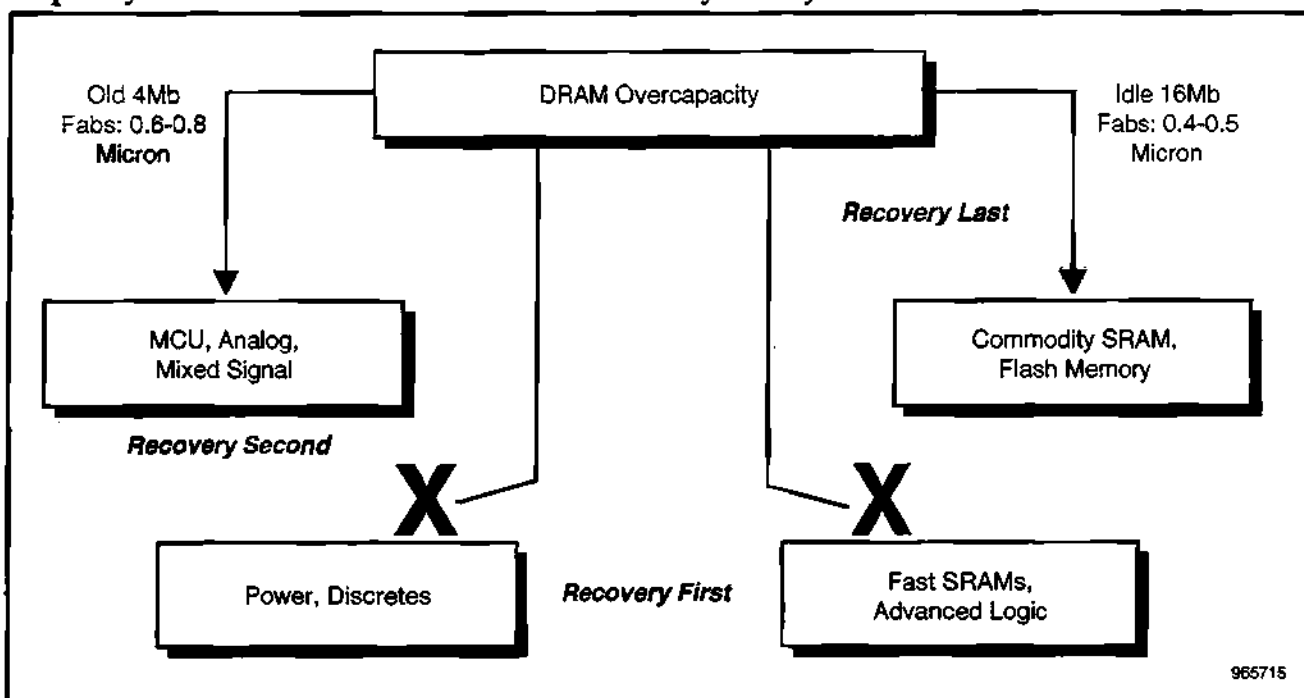 DRAM Overcapacity
Old 4Mb
Fabs: 0.6-0.8
Micron
Idle 16Mb
Fabs: 0.4-0.5
Micron
Recovery Last
MCU, Analog,
Mixed Signal
Commodity SRAM,
Flash Memory
Recovery Second
X
X
Power, Discretes
Recovery First
Fast SRAMs,
Advanced Logic
965715